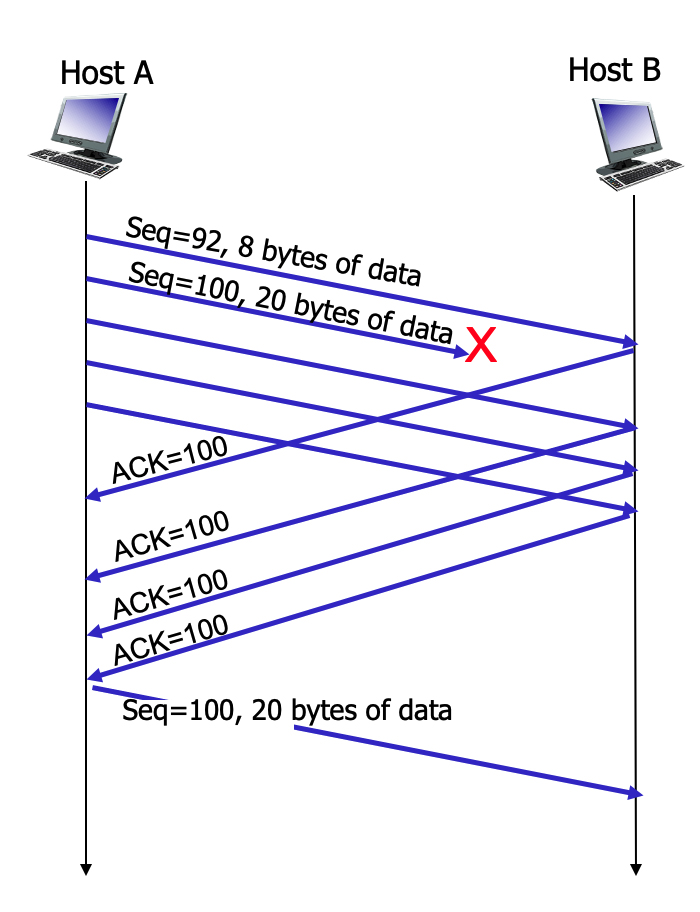 Host A
Host B
Seq=92, 8 bytes of data
Seq=100, 20 bytes of data
X
ACK=100
ACK=100
ACK=100
ACK=100
Seq=100, 20 bytes of data